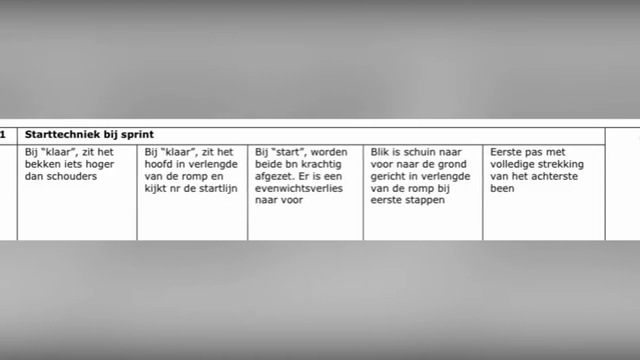 1 Starttechniek bij sprint
Bij “klaar”, zit het
bekken iets hoger
dan schouders
Bij “klaar”, zit het
hoofd in verlengde
van de romp en
kijkt nr de startlijn
Bij “start”, worden
beide bn krachtig
afgezet. Er is een
evenwichtsverlies
naar voor
Blik is schuin naar
voor naar de grond
gericht in verlengde
van de romp bij
eerste stappen
Eerste pas met
volledige strekking
van het achterste
been